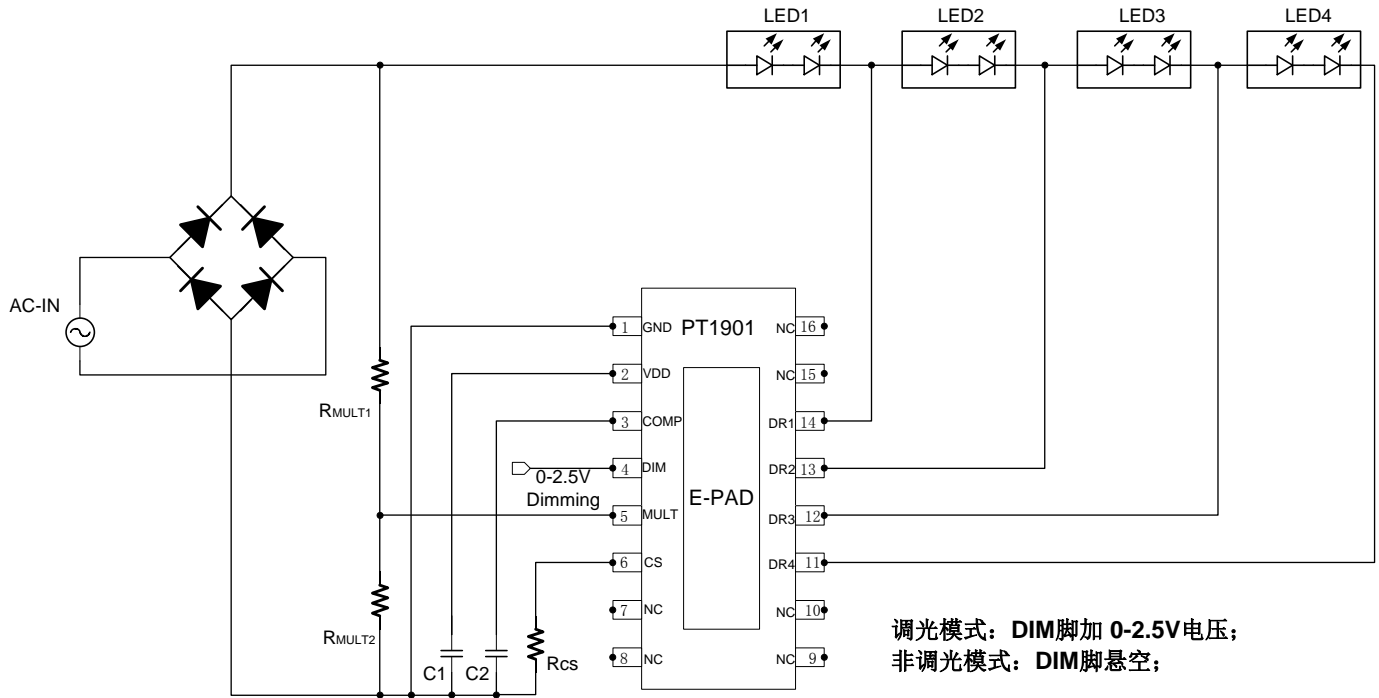 LED1
LED2
LED3
LED4
AC-IN
RMULT1
RMULT2
C1
C2
Rcs
0-2.5V
Dimming
PT1901
E-PAD
1 GND
2 VDD
3 COMP
4 DIM
5 MULT
6 CS
7 NC
8 NC
NC 16
NC 15
DR1 14
DR2 13
DR3 12
DR4 11
NC 10
NC 9
调光模式：DIM脚加 0-2.5V电压；
非调光模式：DIM脚悬空；